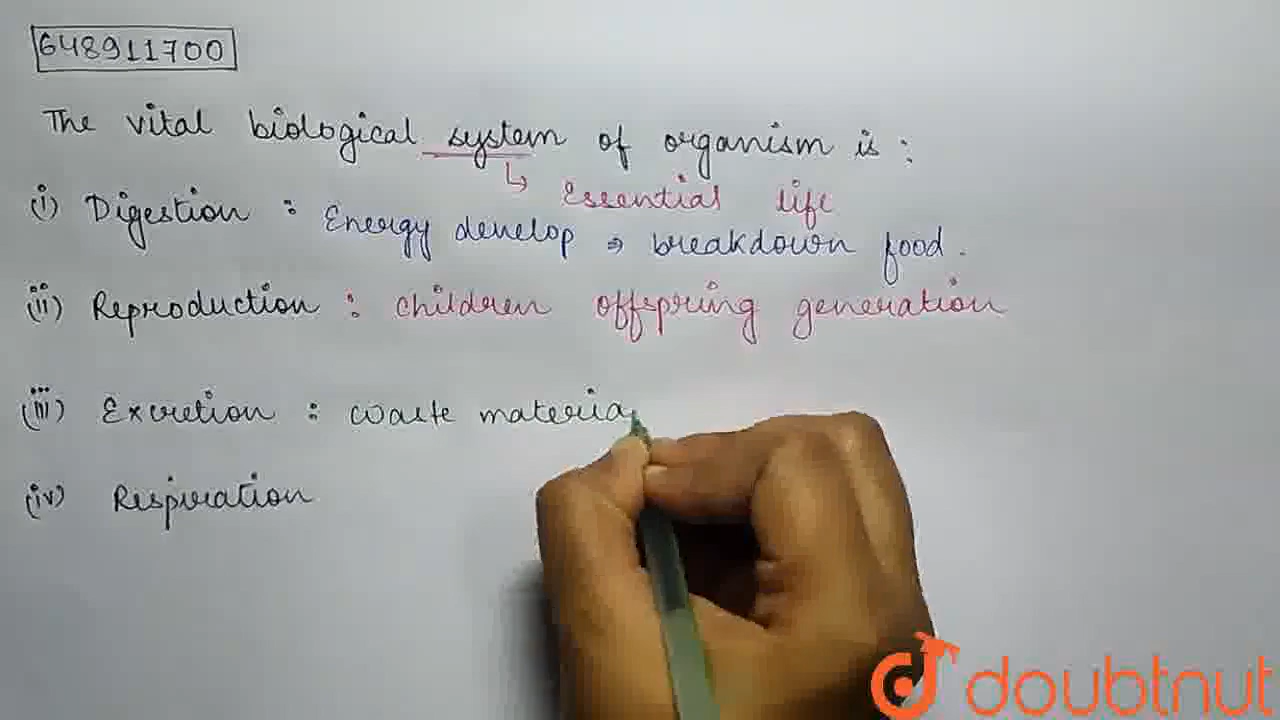 648911700
The vital biological system of organism is :
↳ Essential life
(i) Digestion : Energy develop ⇒ breakdown food.
(ii) Reproduction : children offspring generation
(iii) Excretion : waste materia
(iv) Respiration
doubtnut